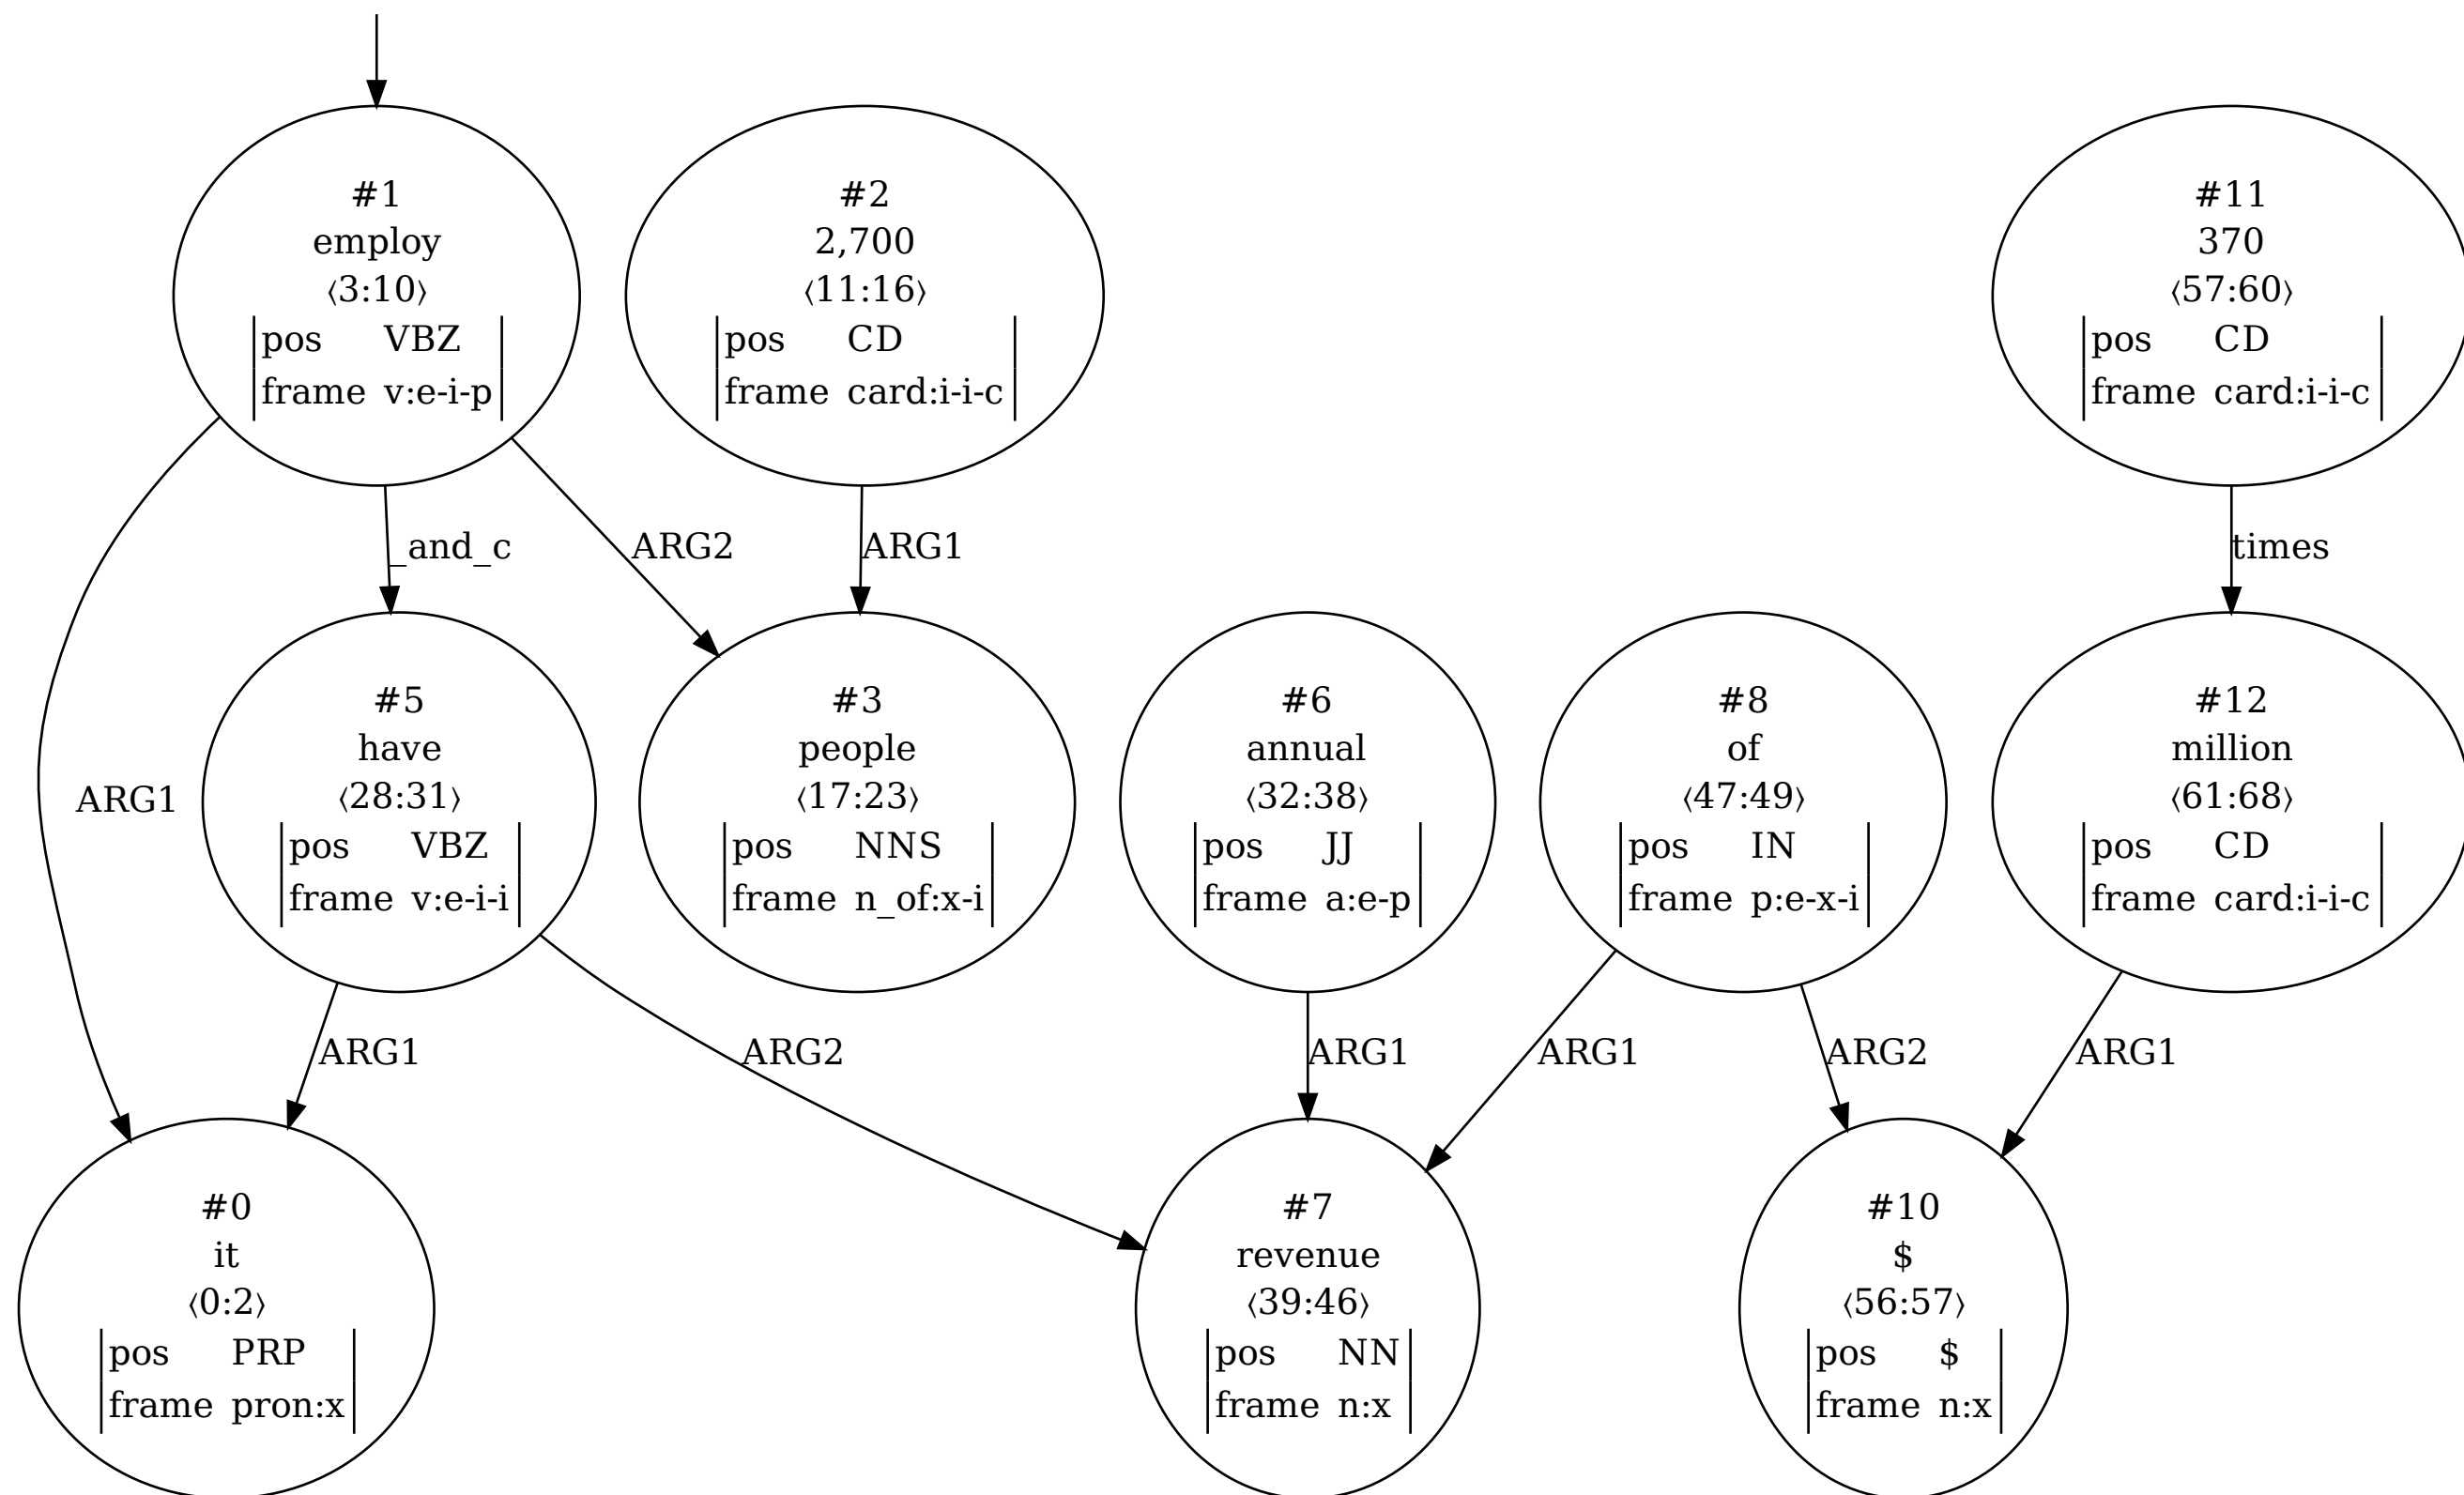 #1
employ
⟨3:10⟩
pos VBZ
frame v:e-i-p
#2
2,700
⟨11:16⟩
pos CD
frame card:i-i-c
#11
370
⟨57:60⟩
pos CD
frame card:i-i-c
_and_c
ARG2
ARG1
times
#5
have
⟨28:31⟩
pos VBZ
frame v:e-i-i
#3
people
⟨17:23⟩
pos NNS
frame n_of:x-i
#6
annual
⟨32:38⟩
pos JJ
frame a:e-p
#8
of
⟨47:49⟩
pos IN
frame p:e-x-i
#12
million
⟨61:68⟩
pos CD
frame card:i-i-c
ARG1
ARG1
ARG2
ARG1
ARG1
ARG2
ARG1
#0
it
⟨0:2⟩
pos PRP
frame pron:x
#7
revenue
⟨39:46⟩
pos NN
frame n:x
#10
$
⟨56:57⟩
pos $
frame n:x